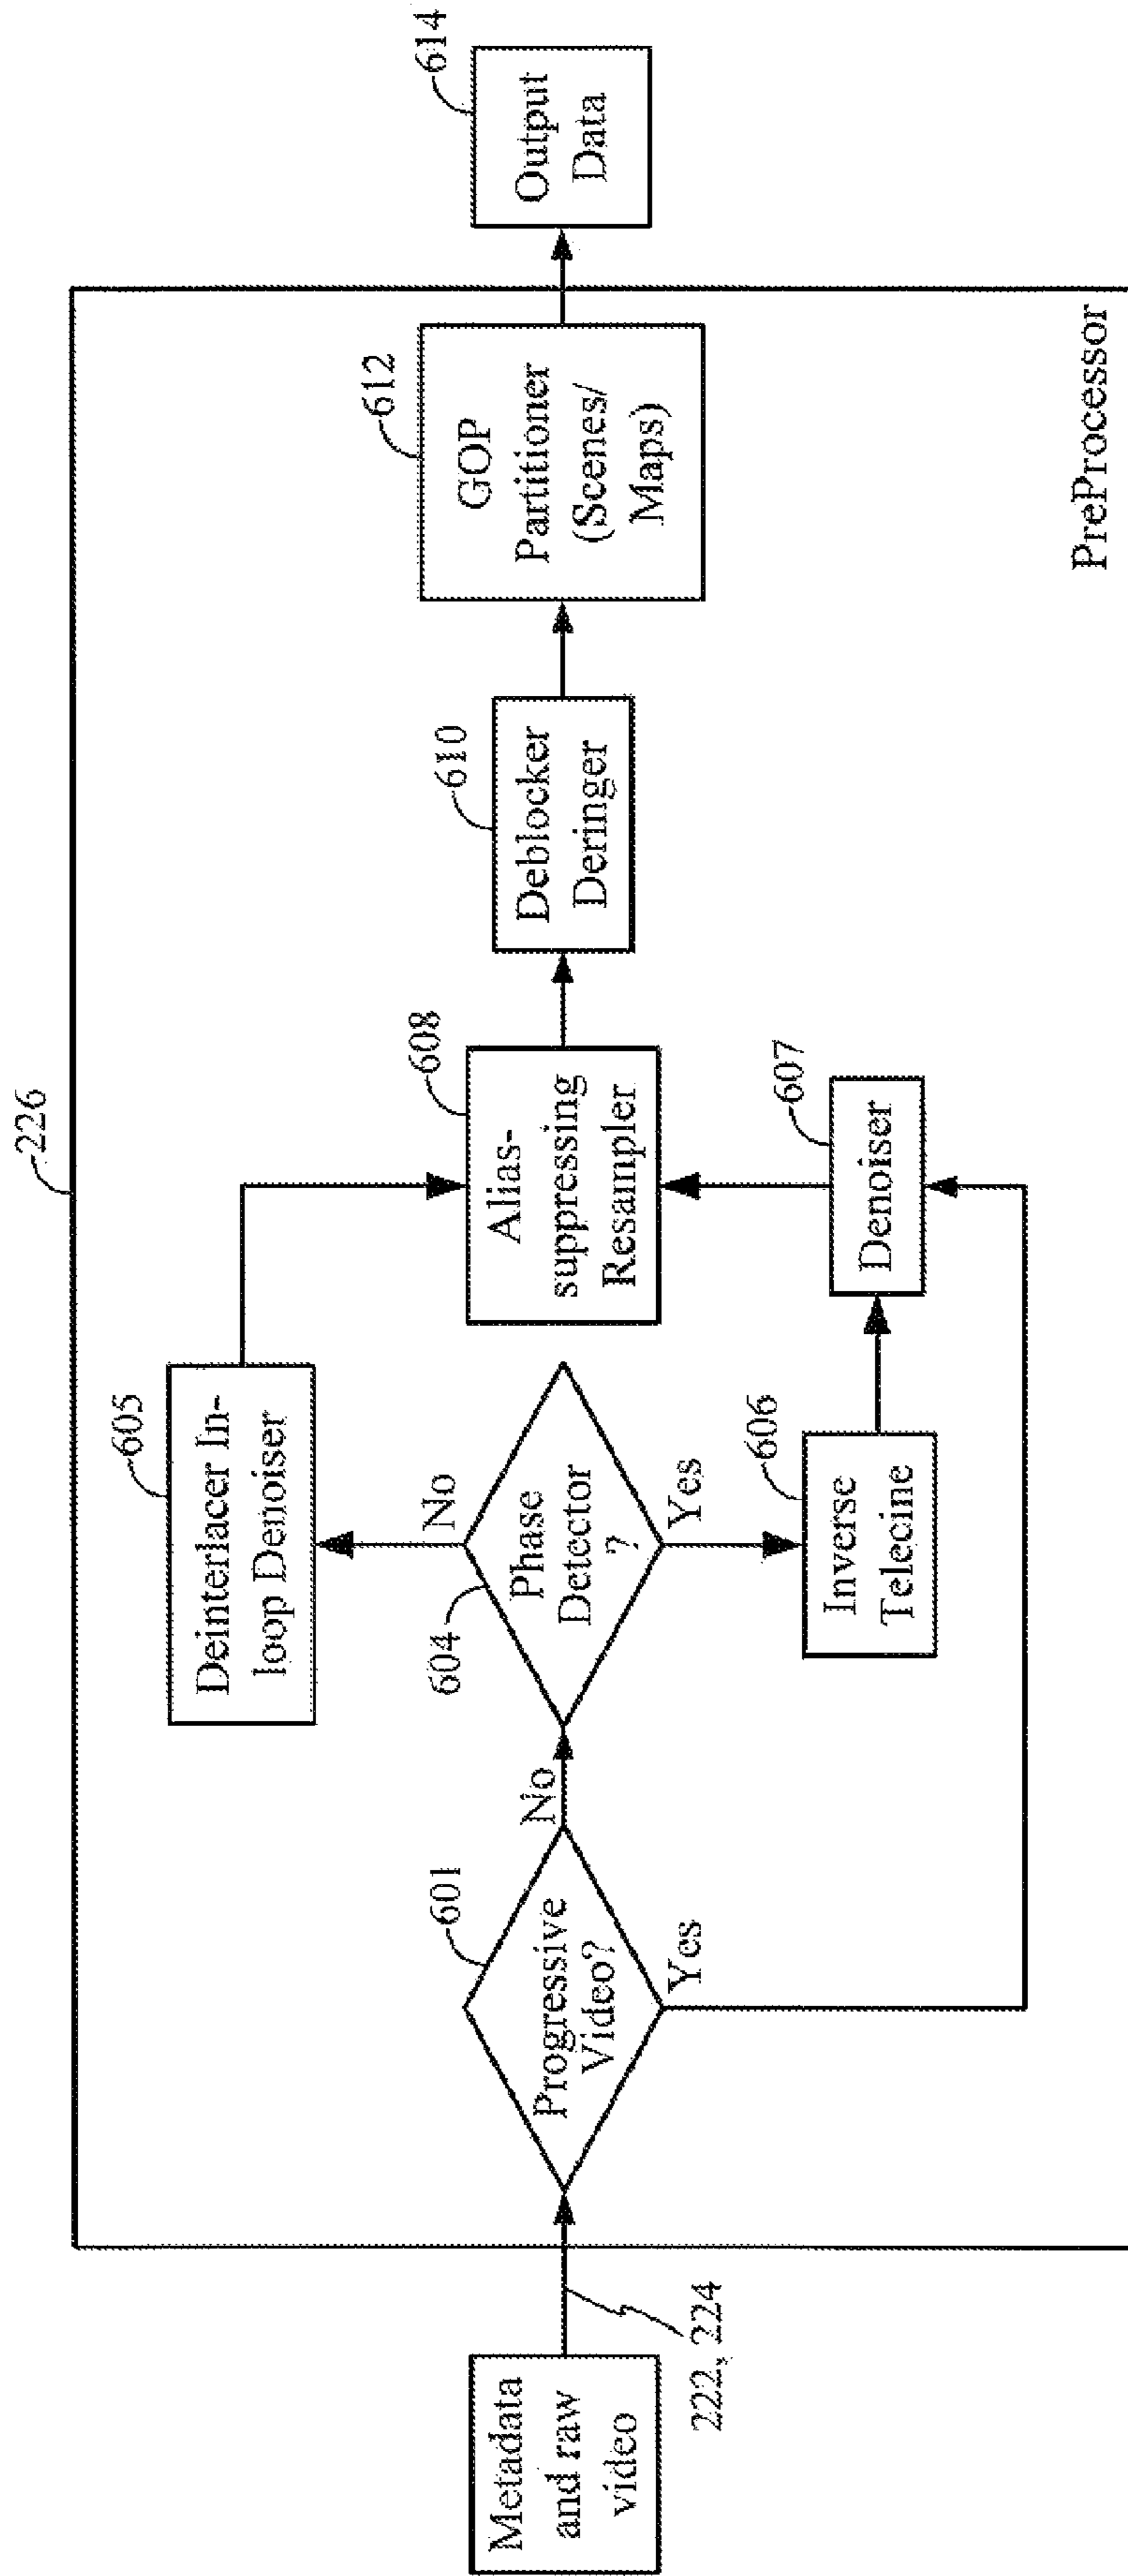 226
Metadata
and raw
video
222, 224
601
Progressive
Video?
Yes
No
604
Phase
Detector
?
No
Yes
605
Deinterlacer In-
loop Denoiser
606
Inverse
Telecine
607
Denoiser
608
Alias-
suppressing
Resampler
610
Deblocker
Deringer
612
GOP
Partitioner
(Scenes/
Maps)
614
Output
Data
PreProcessor